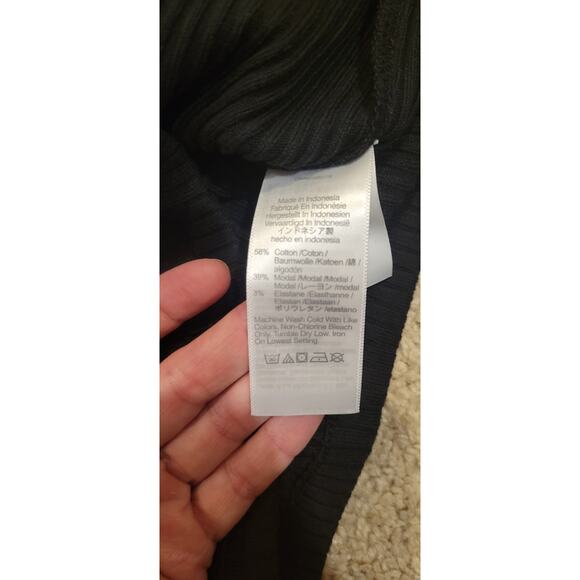 Made in Indonesia
Fabriqué En Indonésie
Hergestellt In Indonesien
Vervaardigd In Indonesië
インドネシア製
hecho en indonesia
58% Cotton /Coton/
Baumwolle /Katoen /綿 /
algodón
39% Modal /Modal /Modal /
Modal /レーヨン /modal
3% Elastane /Elasthanne /
Elastan /Elastaan /
ポリウレタン /elastano
Machine Wash Cold With Like
Colors, Non-Chlorine Bleach
Only, Tumble Dry Low. Iron
On Lowest Setting.